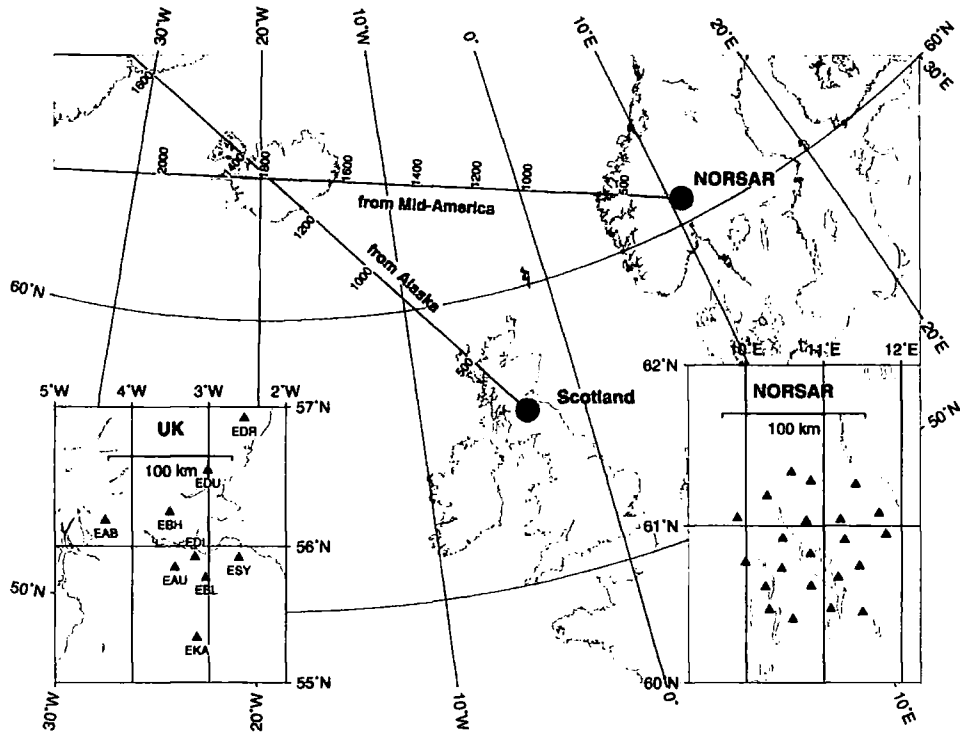 30°W
20°W
10°W
0°
10°E
20°E
60°N
30°E
1600
2000
1400
1800
1600
1400
1200
1000
500
NORSAR
from Mid-America
1200
from Alaska
1000
60°N
500
Scotland
20°E
50°N
5°W 4°W 3°W 2°W
57°N
UK
EDR
100 km
EDU
EBH
EAB
EDI
56°N
EAU
EBL
ESY
50°N
EKA
55°N
10°E 11°E 12°E
62°N
NORSAR
100 km
61°N
60°N
30°W
20°W
10°W
0°
10°E